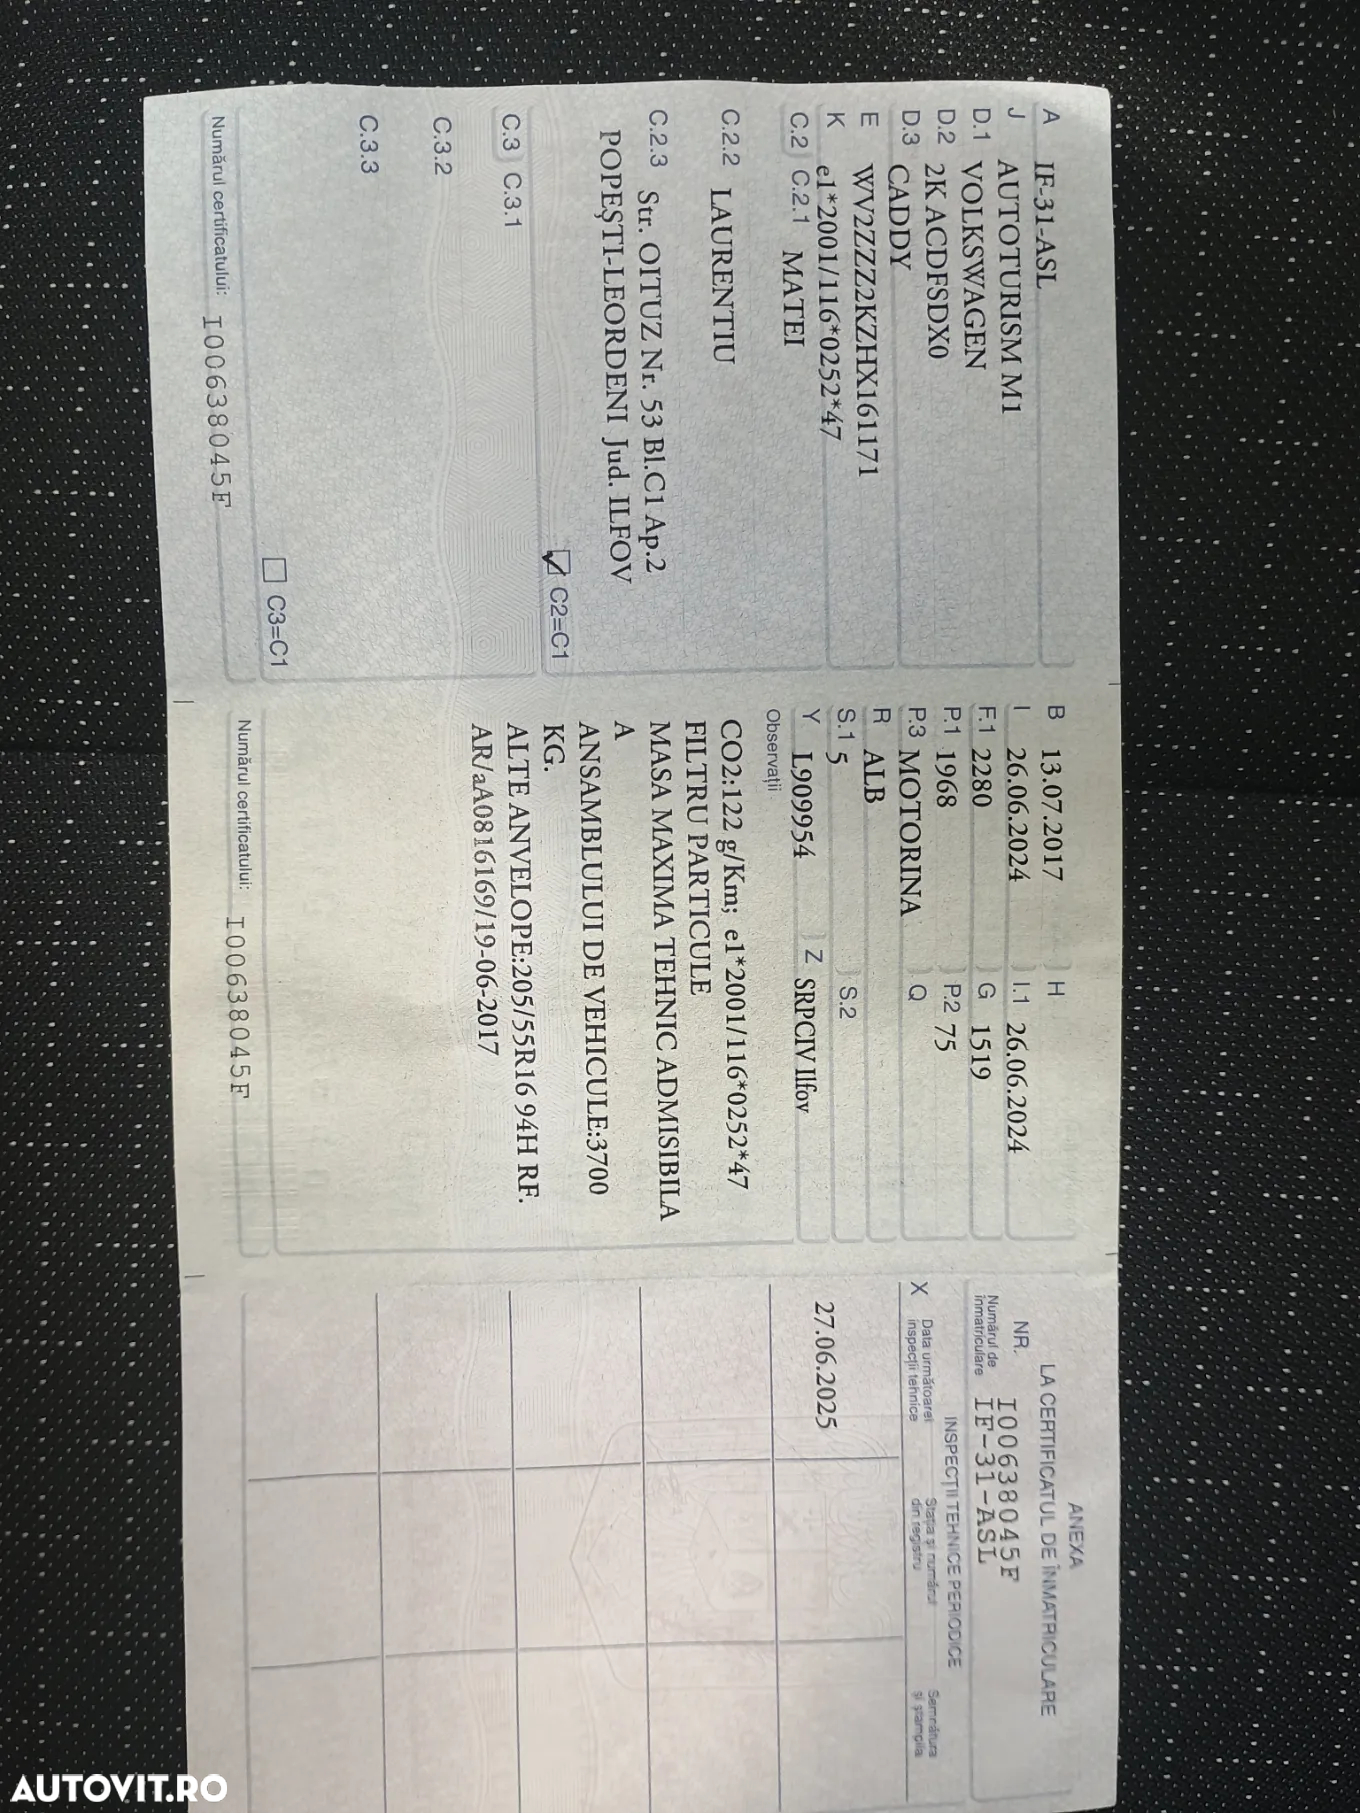 A IF-31-ASL
J AUTOTURISM M1
D.1 VOLKSWAGEN
D.2 2K ACDFSDX0
D.3 CADDY
E WV2ZZZ2KZHX161171
K e1*2001/116*0252*47
C.2 C.2.1 MATEI
C.2.2 LAURENTIU
C.2.3 Str. OITUZ Nr. 53 Bl.C1 Ap.2
POPEŞTI-LEORDENI Jud. ILFOV
C2=C1
C.3 C.3.1
C.3.2
C.3.3
C3=C1
Numărul certificatului: I00638045F
B 13.07.2017 H
I 26.06.2024 I.1 26.06.2024
F.1 2280 G 1519
P.1 1968 P.2 75
P.3 MOTORINA Q
R ALB
S.1 5 S.2
Y L909954 Z SRPCIV Ilfov
Observații
CO2:122 g/Km; e1*2001/116*0252*47
FILTRU PARTICULE
MASA MAXIMA TEHNIC ADMISIBILA
A
ANSAMBLULUI DE VEHICULE:3700
KG.
ALTE ANVELOPE:205/55R16 94H RF.
AR/aA0816169/19-06-2017
Numărul certificatului: I00638045F
ANEXA
LA CERTIFICATUL DE ÎNMATRICULARE
NR. I00638045F
Numărul de
înmatriculare IF-31-ASL
INSPECȚII TEHNICE PERIODICE
X Data următoarei
inspecții tehnice
Stația și numărul
din registru
Semnătura
și ștampila
27.06.2025
AUTOVIT.RO